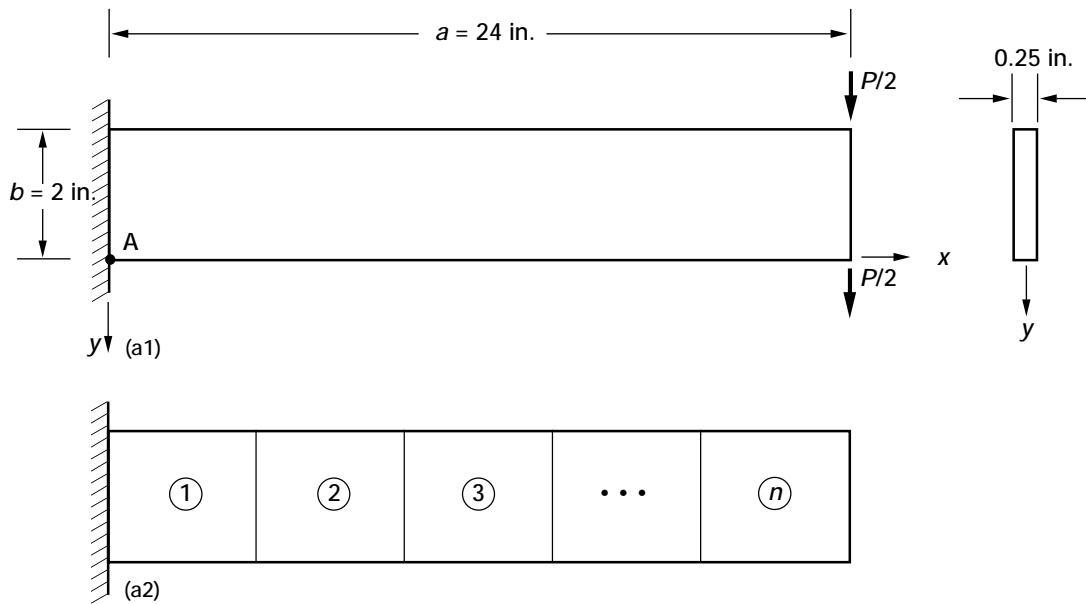 a = 24 in.
P/2
0.25 in.
b = 2 in.
A
x
P/2
y
y
(a1)
1
2
3
• • •
n
(a2)